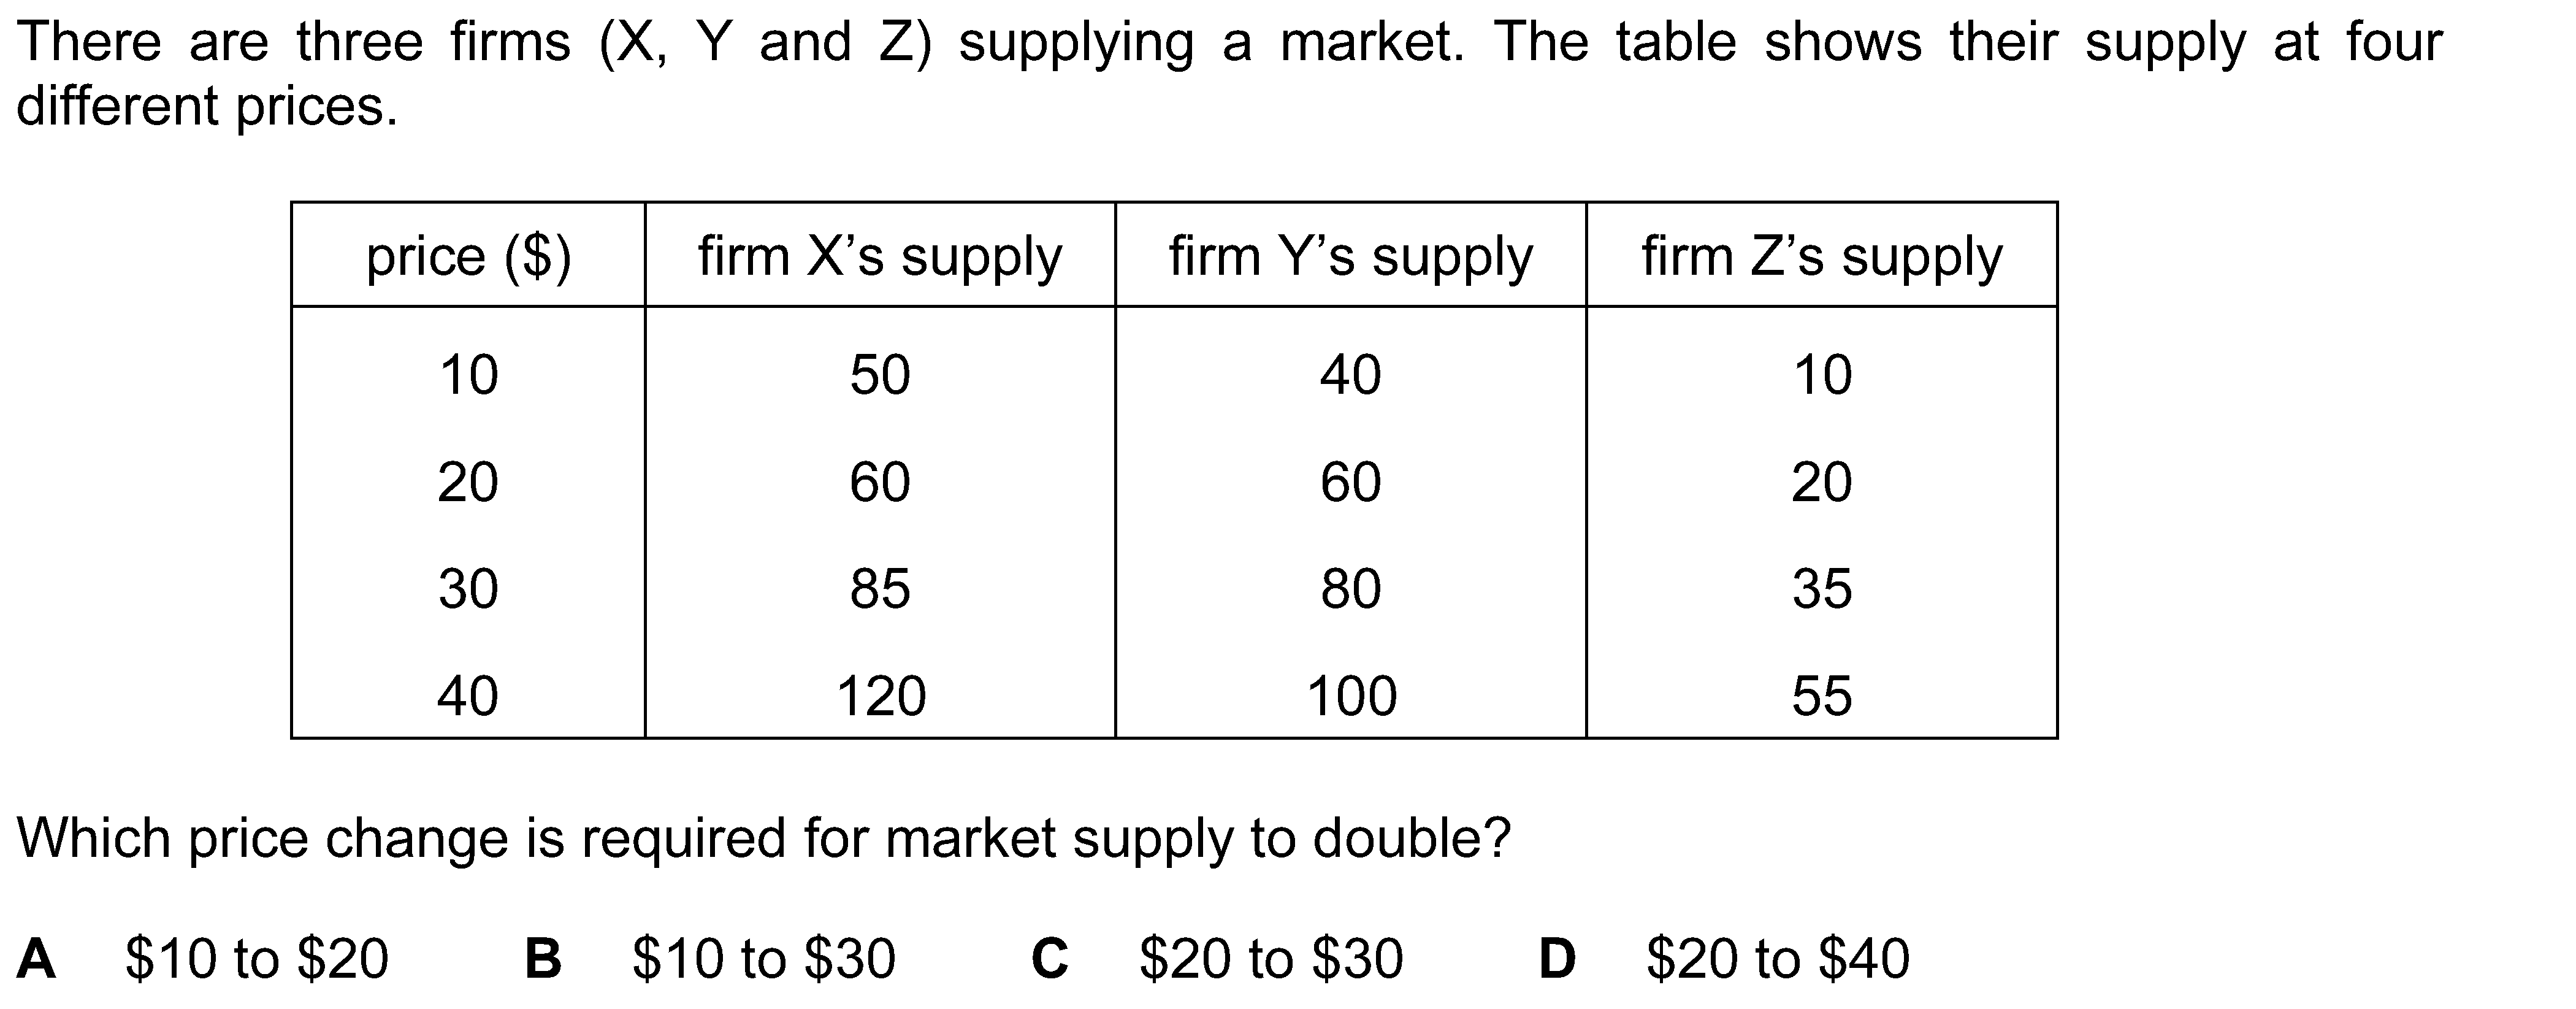 There are three firms (X, Y and Z) supplying a market. The table shows their supply at four
different prices.
price ($) firm X’s supply firm Y’s supply firm Z’s supply
10 50 40 10
20 60 60 20
30 85 80 35
40 120 100 55
Which price change is required for market supply to double?
A $10 to $20 B $10 to $30 C $20 to $30 D $20 to $40